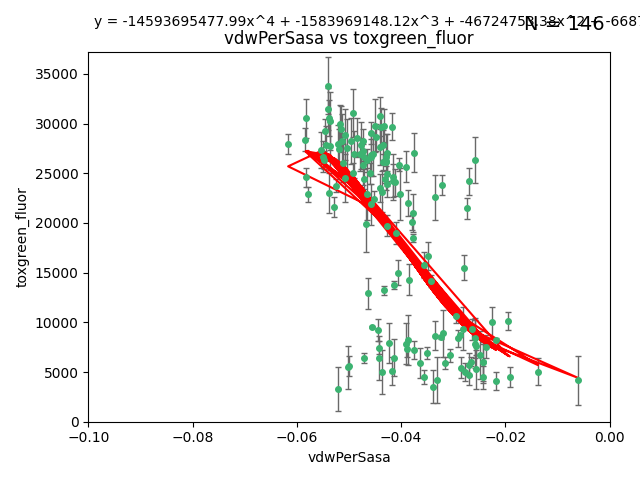 y = -14593695477.99x^4 + -1583969148.12x^3 +
N = 146
vdwPerSasa vs toxgreen_fluor
toxgreen_fluor
35000
30000
25000
20000
15000
10000
5000
0
−0.10 −0.08 −0.06 −0.04 −0.02 0.00
vdwPerSasa